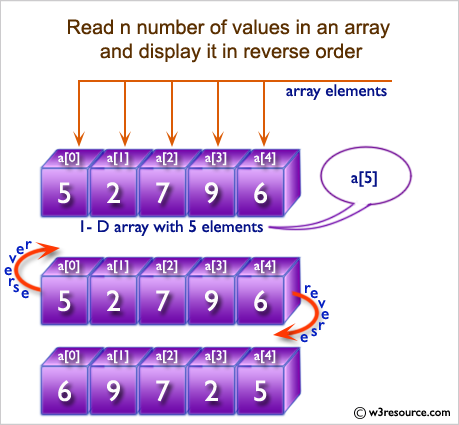 Read n number of values in an array
and display it in reverse order
array elements
a[0] a[1] a[2] a[3] a[4]
5 2 7 9 6
a[5]
1- D array with 5 elements
reverse
a[0] a[1] a[2] a[3] a[4]
5 2 7 9 6
reverse
a[0] a[1] a[2] a[3] a[4]
6 9 7 2 5
© w3resource.com